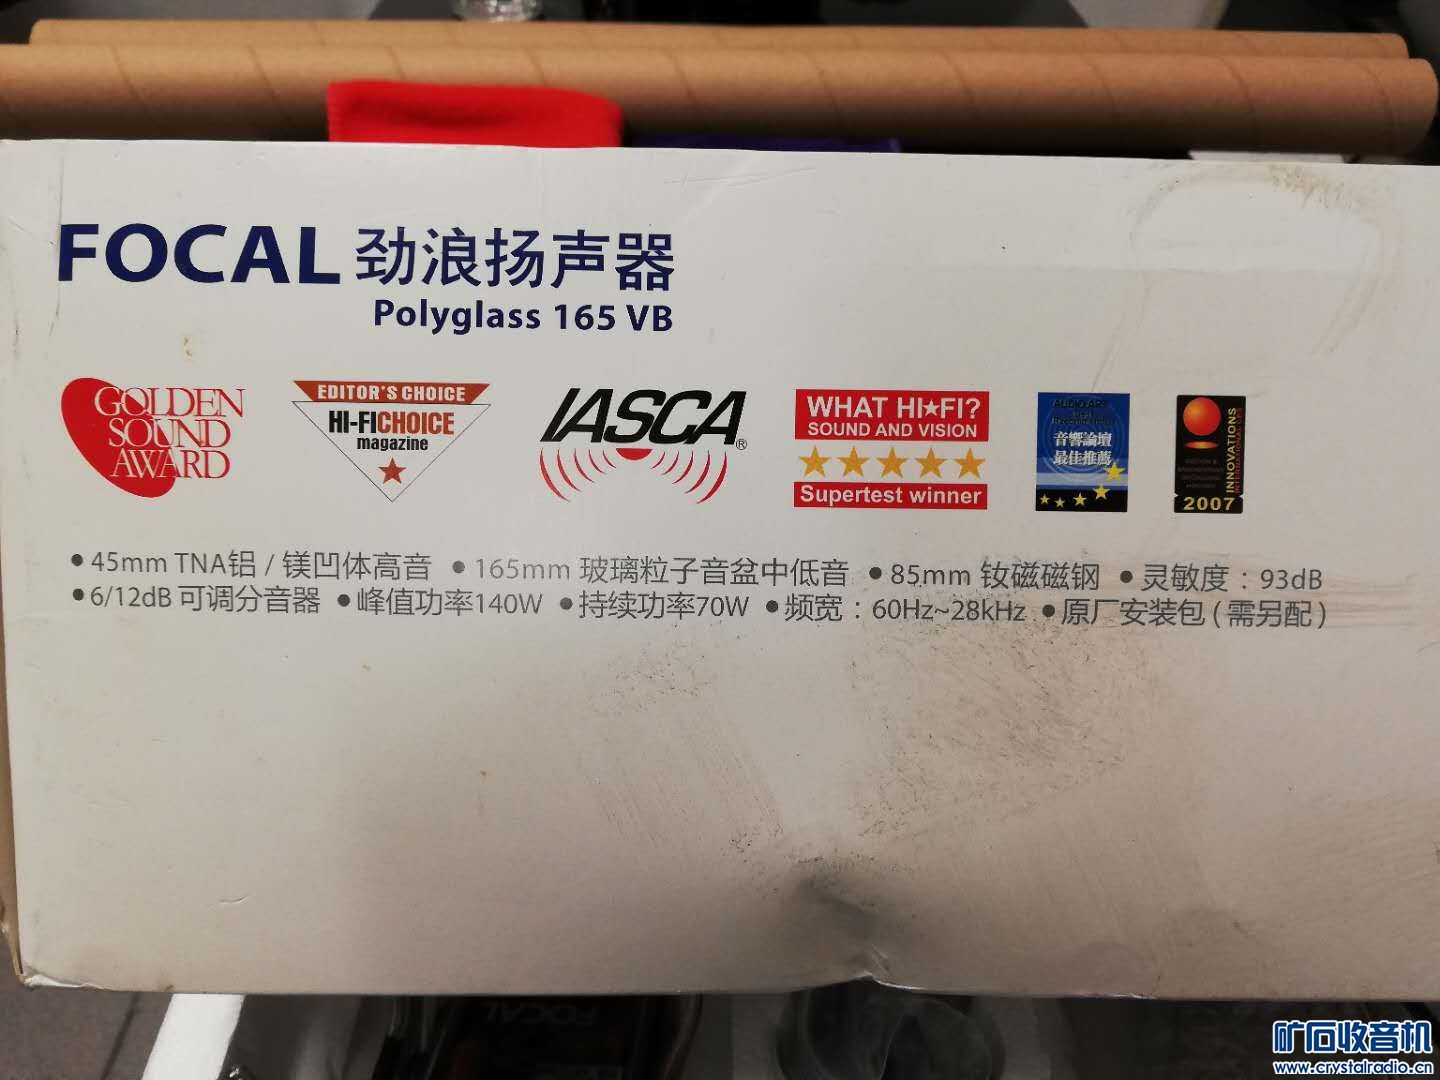 FOCAL 劲浪扬声器
Polyglass 165 VB
GOLDEN
SOUND
AWARD
EDITOR'S CHOICE
HI-FICHOICE
magazine
IASCA®
WHAT HI★FI?
SOUND AND VISION
Supertest winner
AUDIO ART
音響論壇
最佳推薦
INNOVATIONS
2007
• 45mm TNA铝 / 镁凹体高音 • 165mm 玻璃粒子音盆中低音 • 85mm 钕磁磁钢 • 灵敏度 : 93dB
• 6/12dB 可调分音器 • 峰值功率140W • 持续功率70W • 频宽 : 60Hz~28kHz • 原厂安装包 ( 需另配 )
FOCAL
矿石收音机
www.crystalradio.cn